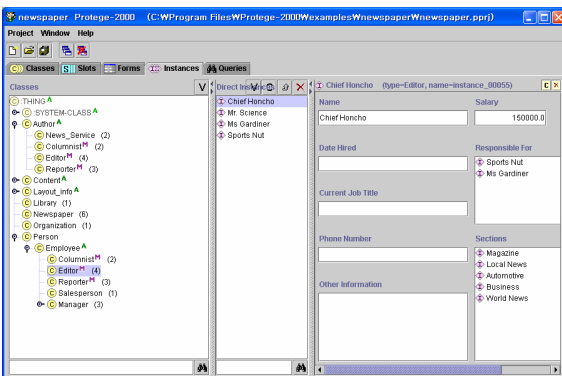 newspaper Protege-2000 (C:₩Program Files₩Protege-2000₩examples₩newspaper₩newspaper.pprj)
Project Window Help
Classes Slots Forms Instances Queries
Classes
:THING A
:SYSTEM-CLASS A
Author A
News_Service (2)
Columnist M (2)
Editor M (4)
Reporter M (3)
Content A
Layout_info A
Library (1)
Newspaper (6)
Organization (1)
Person
Employee A
Columnist M (2)
Editor M (4)
Reporter M (3)
Salesperson (1)
Manager (3)
Direct
Chief Honcho
Mr. Science
Ms Gardiner
Sports Nut
Chief Honcho (type=Editor, name=instance_00055)
Name
Chief Honcho
Salary
150000.0
Date Hired
Responsible For
Sports Nut
Ms Gardiner
Current Job Title
Phone Number
Sections
Magazine
Local News
Automotive
Business
World News
Other Information